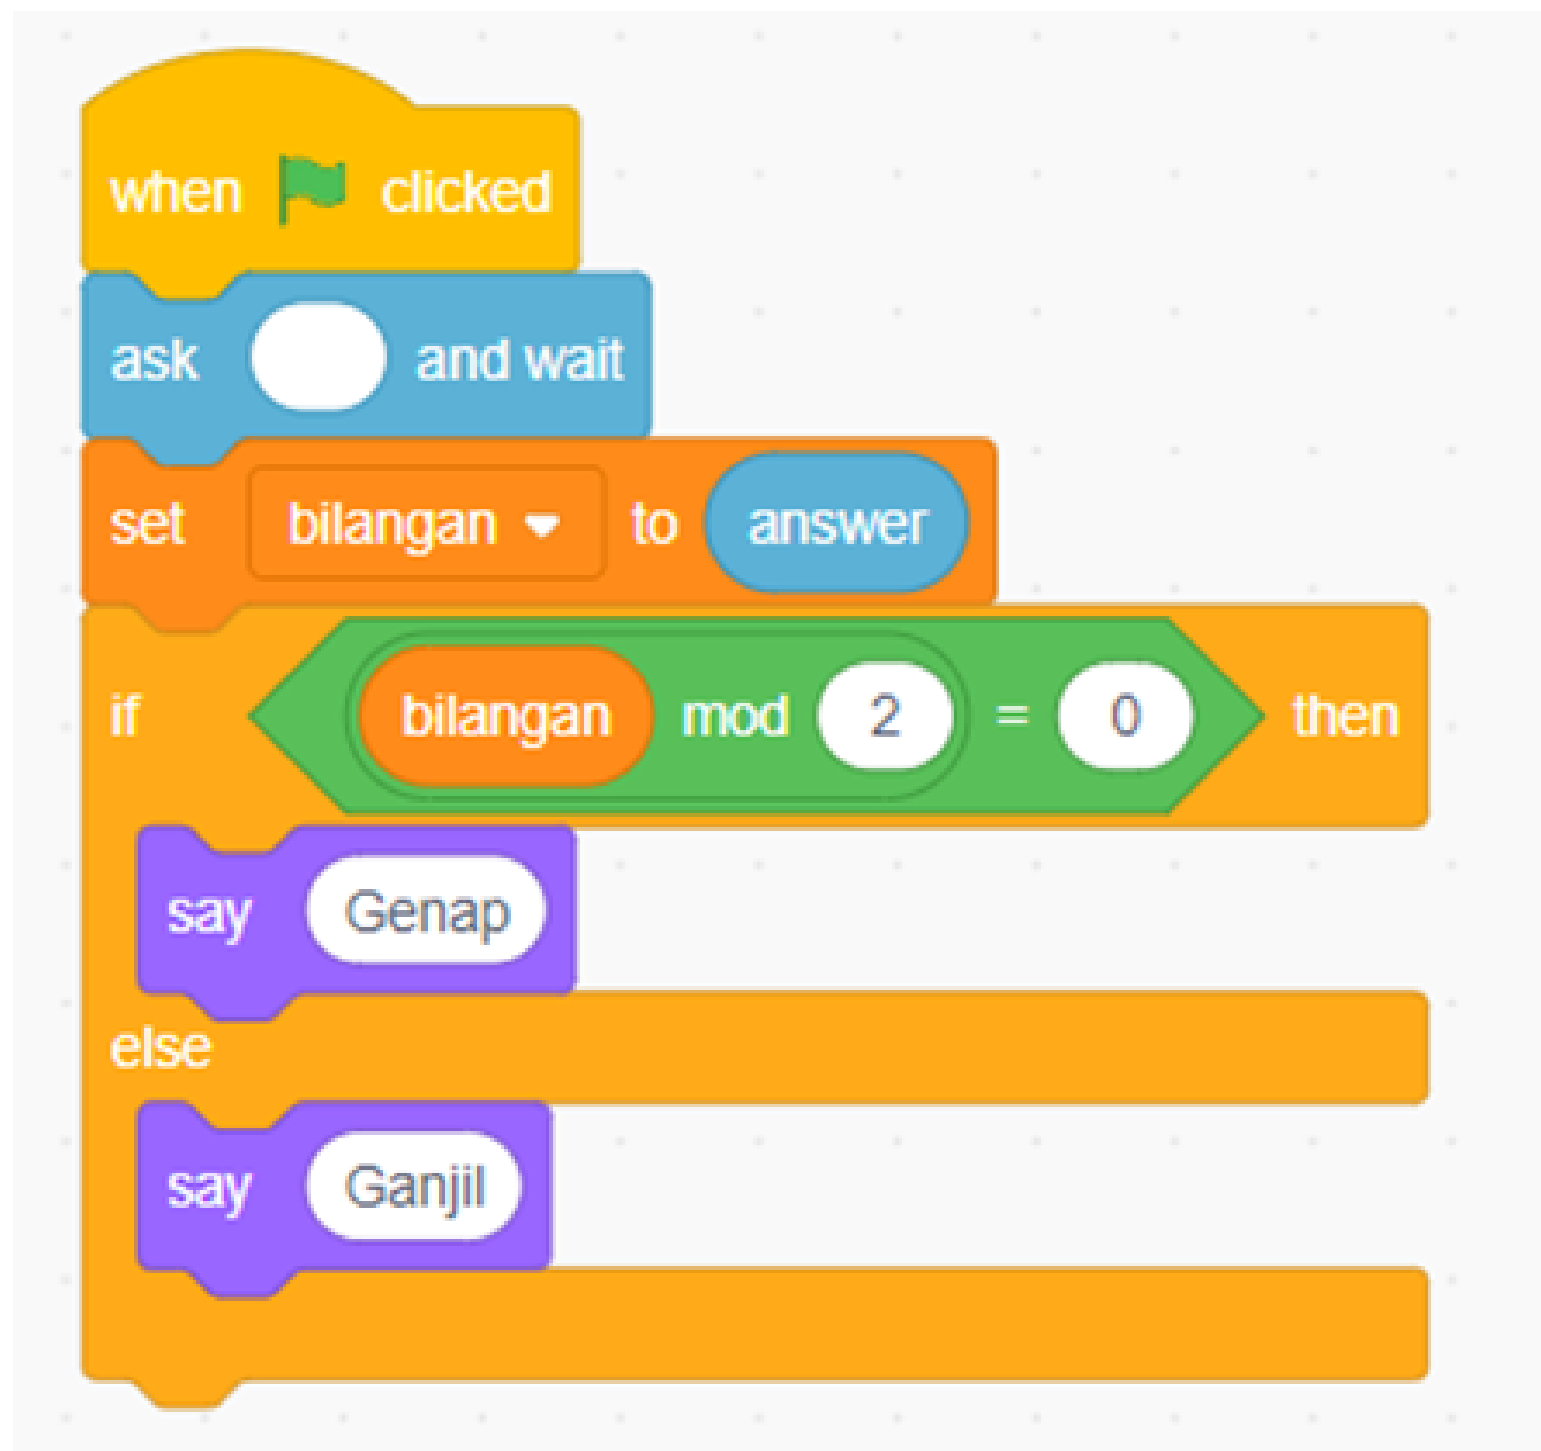 when clicked
ask and wait
set bilangan to answer
if bilangan mod 2 = 0 then
say Genap
else
say Ganjil